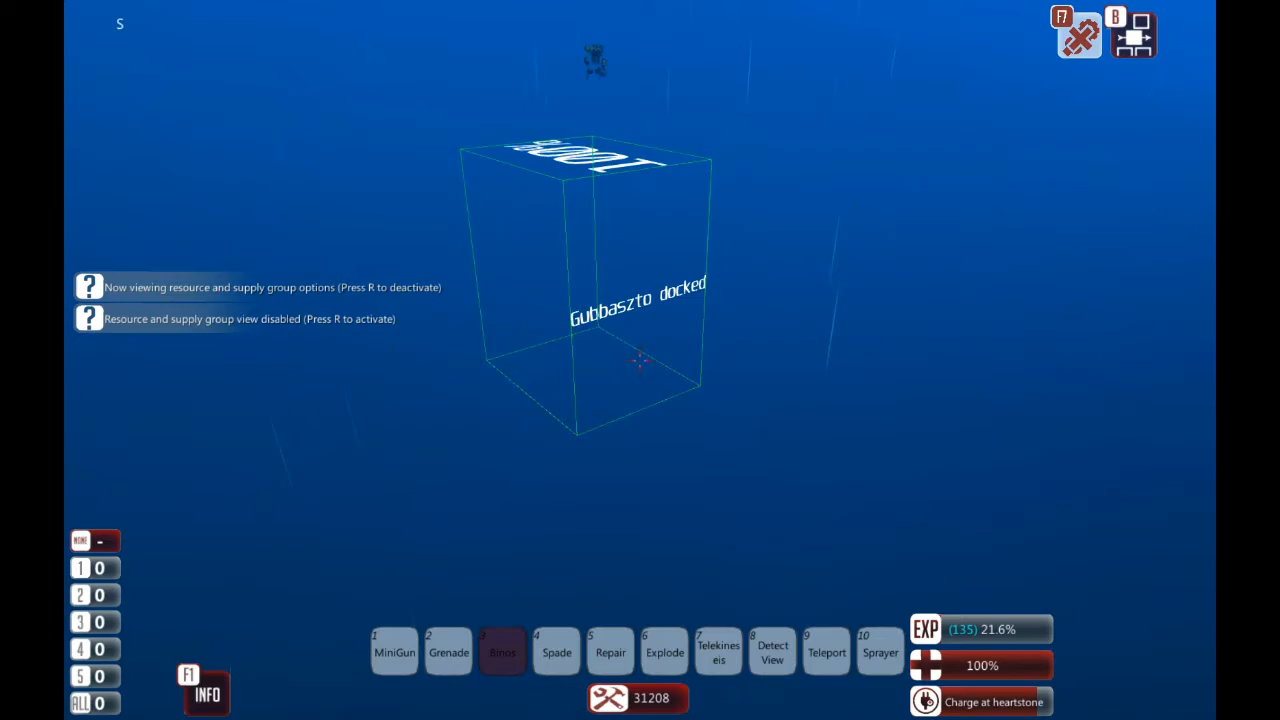 S
F7
B
Gubbaszto docked
Now viewing resource and supply group options (Press R to deactivate)
Resource and supply group view disabled (Press R to activate)
NONE -
1 0
2 0
3 0
4 0
5 0
ALL 0
F1
INFO
1 MiniGun
2 Grenade
3 Binos
4 Spade
5 Repair
6 Explode
7 Telekineseis
8 Detect View
9 Teleport
10 Sprayer
31208
EXP (135) 21.6%
100%
Charge at heartstone